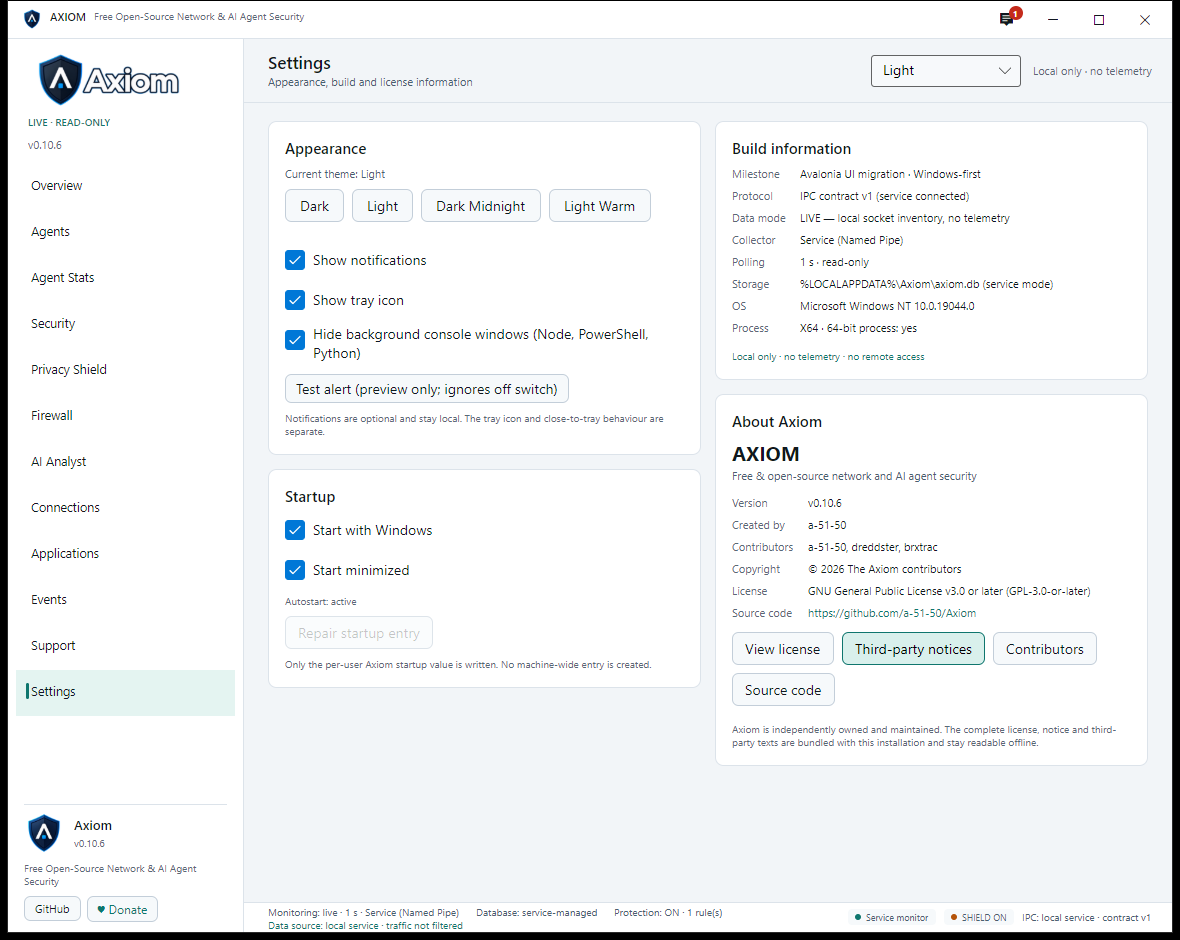 AXIOM Free Open-Source Network & AI Agent Security
1
Axiom
LIVE · READ-ONLY
v0.10.6
Overview
Agents
Agent Stats
Security
Privacy Shield
Firewall
AI Analyst
Connections
Applications
Events
Support
Settings
Axiom
v0.10.6
Free Open-Source Network & AI Agent
Security
GitHub
♥ Donate
Settings
Appearance, build and license information
Light
Local only · no telemetry
Appearance
Current theme: Light
Dark
Light
Dark Midnight
Light Warm
Show notifications
Show tray icon
Hide background console windows (Node, PowerShell,
Python)
Test alert (preview only; ignores off switch)
Notifications are optional and stay local. The tray icon and close-to-tray behaviour are
separate.
Startup
Start with Windows
Start minimized
Autostart: active
Repair startup entry
Only the per-user Axiom startup value is written. No machine-wide entry is created.
Build information
Milestone Avalonia UI migration · Windows-first
Protocol IPC contract v1 (service connected)
Data mode LIVE — local socket inventory, no telemetry
Collector Service (Named Pipe)
Polling 1 s · read-only
Storage %LOCALAPPDATA%\Axiom\axiom.db (service mode)
OS Microsoft Windows NT 10.0.19044.0
Process X64 · 64-bit process: yes
Local only · no telemetry · no remote access
About Axiom
AXIOM
Free & open-source network and AI agent security
Version v0.10.6
Created by a-51-50
Contributors a-51-50, dreddster, brxtrac
Copyright © 2026 The Axiom contributors
License GNU General Public License v3.0 or later (GPL-3.0-or-later)
Source code https://github.com/a-51-50/Axiom
View license
Third-party notices
Contributors
Source code
Axiom is independently owned and maintained. The complete license, notice and third-
party texts are bundled with this installation and stay readable offline.
Monitoring: live · 1 s · Service (Named Pipe) Database: service-managed Protection: ON · 1 rule(s)
Data source: local service · traffic not filtered
Service monitor
SHIELD ON
IPC: local service · contract v1